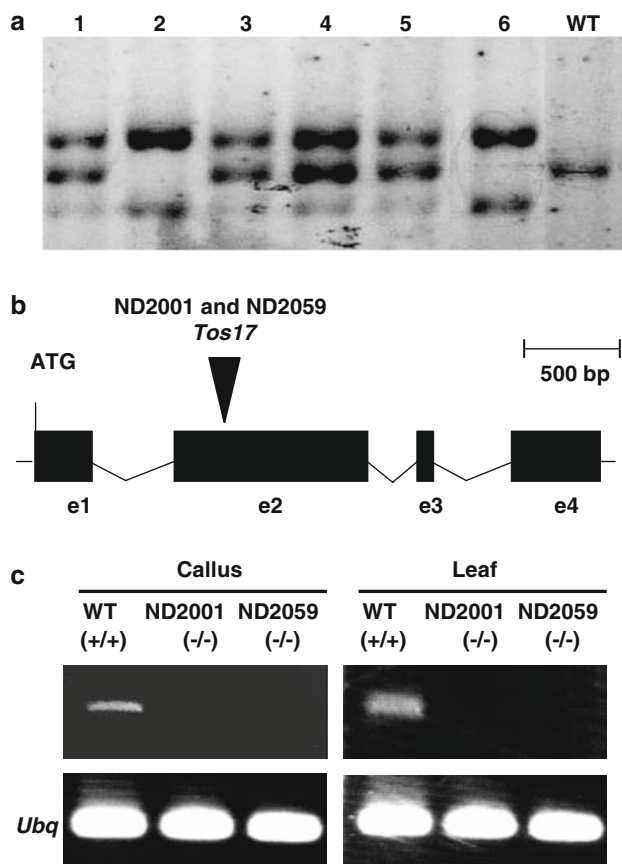 a
1 2 3 4 5 6 WT
b
ND2001 and ND2059
Tos17
ATG
500 bp
e1 e2 e3 e4
c
Callus Leaf
WT ND2001 ND2059 WT ND2001 ND2059
(+/+) (-/-) (-/-) (+/+) (-/-) (-/-)
Ubq